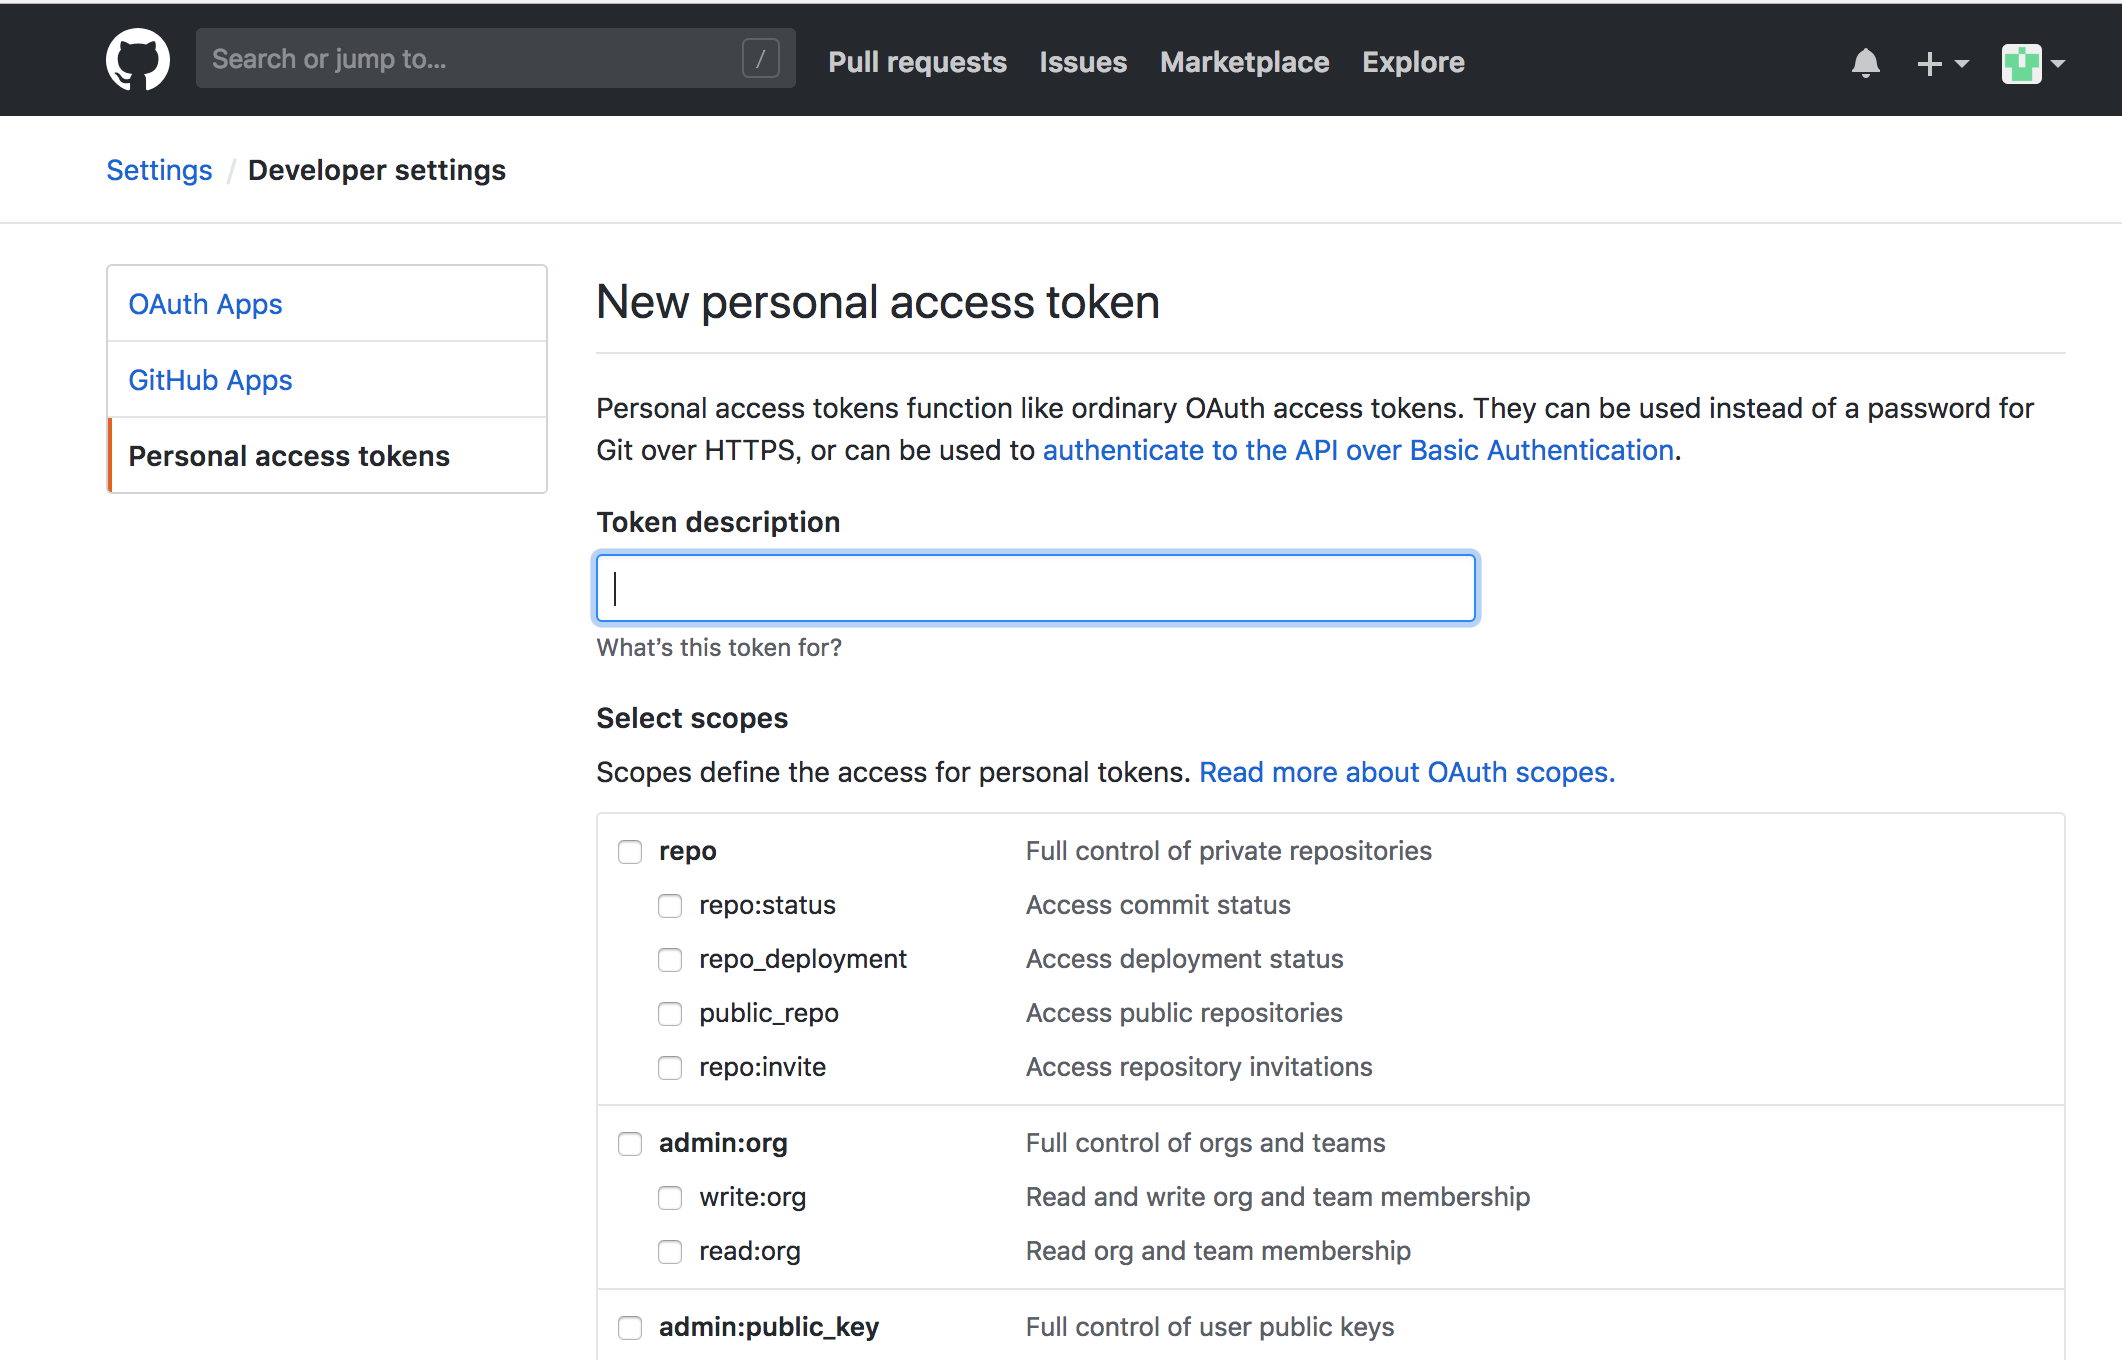 Search or jump to...
/
Pull requests
Issues
Marketplace
Explore
Settings / Developer settings
OAuth Apps
GitHub Apps
Personal access tokens
New personal access token
Personal access tokens function like ordinary OAuth access tokens. They can be used instead of a password for
Git over HTTPS, or can be used to authenticate to the API over Basic Authentication.
Token description
What's this token for?
Select scopes
Scopes define the access for personal tokens. Read more about OAuth scopes.
repo Full control of private repositories
repo:status Access commit status
repo_deployment Access deployment status
public_repo Access public repositories
repo:invite Access repository invitations
admin:org Full control of orgs and teams
write:org Read and write org and team membership
read:org Read org and team membership
admin:public_key Full control of user public keys